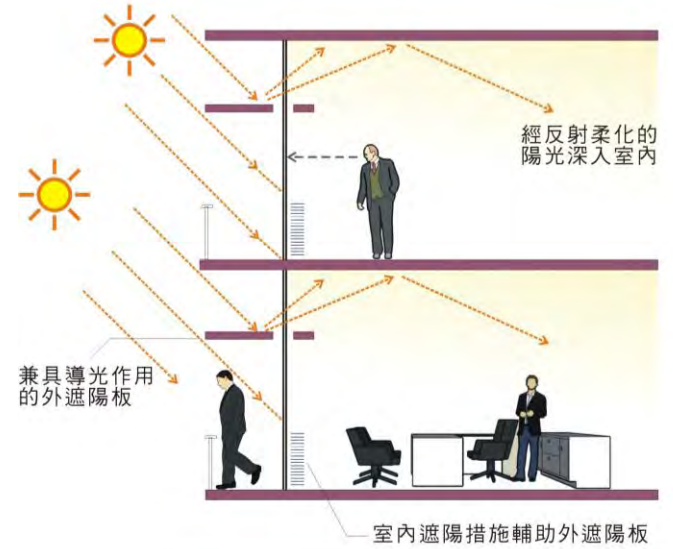 經反射柔化的
陽光深入室內
兼具導光作用
的外遮陽板
室內遮陽措施輔助外遮陽板